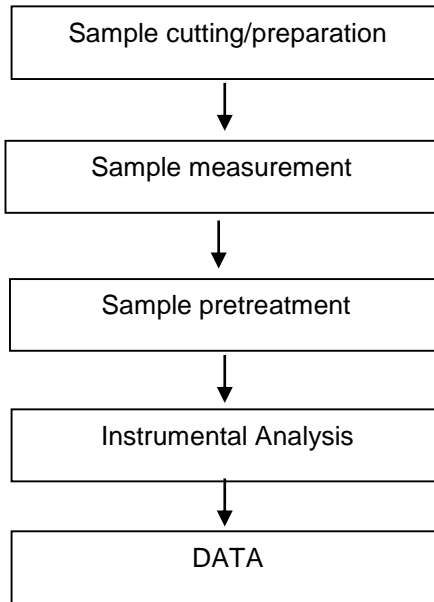 Sample cutting/preparation
Sample measurement
Sample pretreatment
Instrumental Analysis
DATA